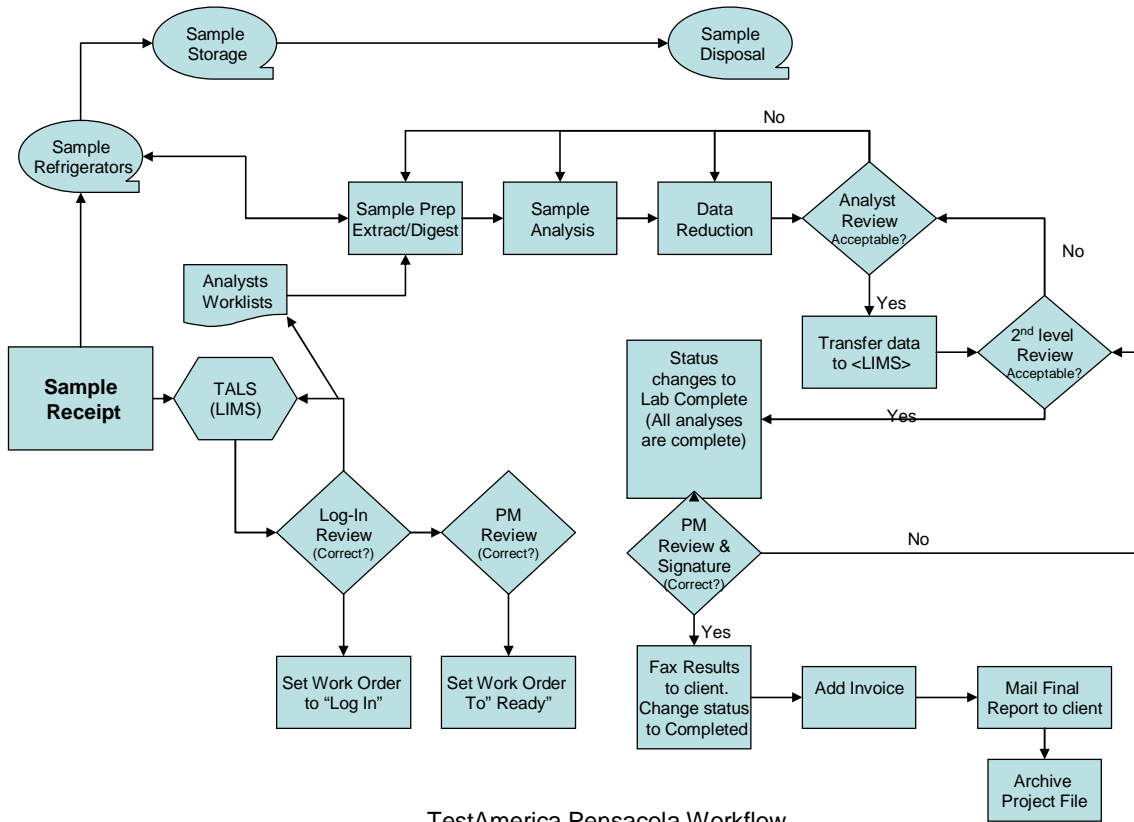 Sample
Storage
Sample
Disposal
Sample
Refrigerators
No
Sample Prep
Extract/Digest
Sample
Analysis
Data
Reduction
Analyst
Review
Acceptable?
No
Analysts
Worklists
Yes
Transfer data
to <LIMS>
2nd level
Review
Acceptable?
Sample
Receipt
TALS
(LIMS)
Status
changes to
Lab Complete
(All analyses
are complete)
Yes
Log-In
Review
(Correct?)
PM
Review
(Correct?)
PM
Review &
Signature
(Correct?)
No
Yes
Set Work Order
to "Log In"
Set Work Order
To” Ready”
Fax Results
to client.
Change status
to Completed
Add Invoice
Mail Final
Report to client
Archive
Project File
TestAmerica Pensacola Workflow